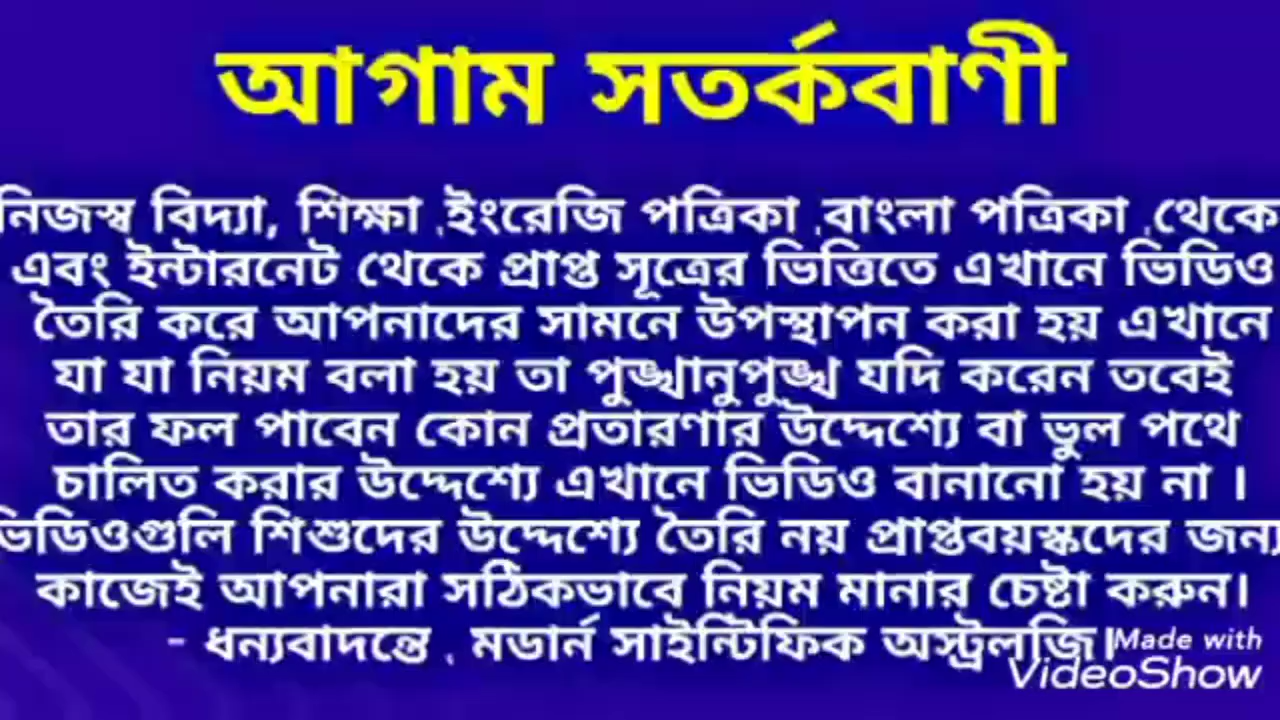 আগাম সতর্কবাণী
নিজস্ব বিদ্যা, শিক্ষা ,ইংরেজি পত্রিকা ,বাংলা পত্রিকা ,থেকে
এবং ইন্টারনেট থেকে প্রাপ্ত সূত্রের ভিত্তিতে এখানে ভিডিও
তৈরি করে আপনাদের সামনে উপস্থাপন করা হয় এখানে
যা যা নিয়ম বলা হয় তা পুঙ্খানুপুঙ্খ যদি করেন তবেই
তার ফল পাবেন কোন প্রতারণার উদ্দেশ্যে বা ভুল পথে
চালিত করার উদ্দেশ্যে এখানে ভিডিও বানানো হয় না ।
ভিডিওগুলি শিশুদের উদ্দেশ্যে তৈরি নয় প্রাপ্তবয়স্কদের জন্য
কাজেই আপনারা সঠিকভাবে নিয়ম মানার চেষ্টা করুন।
- ধন্যবাদন্তে , মডার্ন সাইন্টিফিক অস্ট্রলজি।
Made with
VideoShow